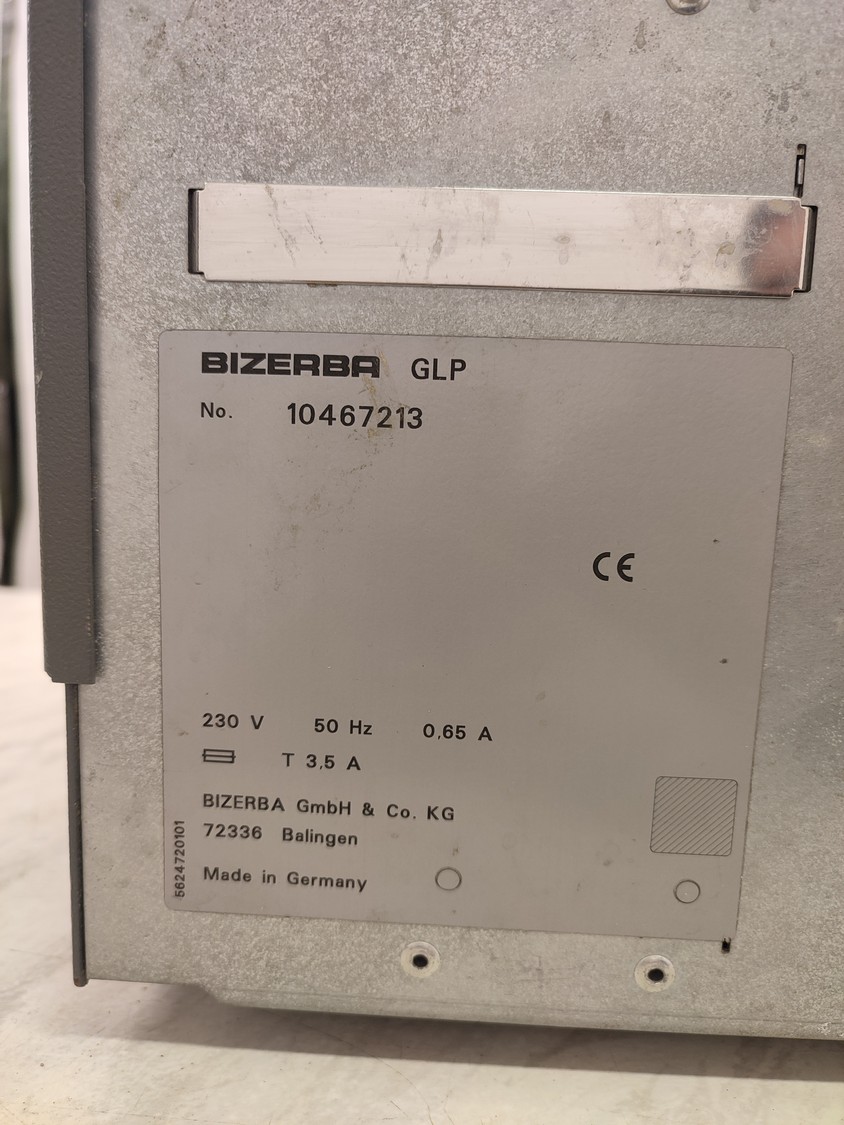 BIZERBA GLP
No. 10467213
CE
230 V 50 Hz 0,65 A
T 3,5 A
BIZERBA GmbH & Co. KG
72336 Balingen
Made in Germany
5624720101